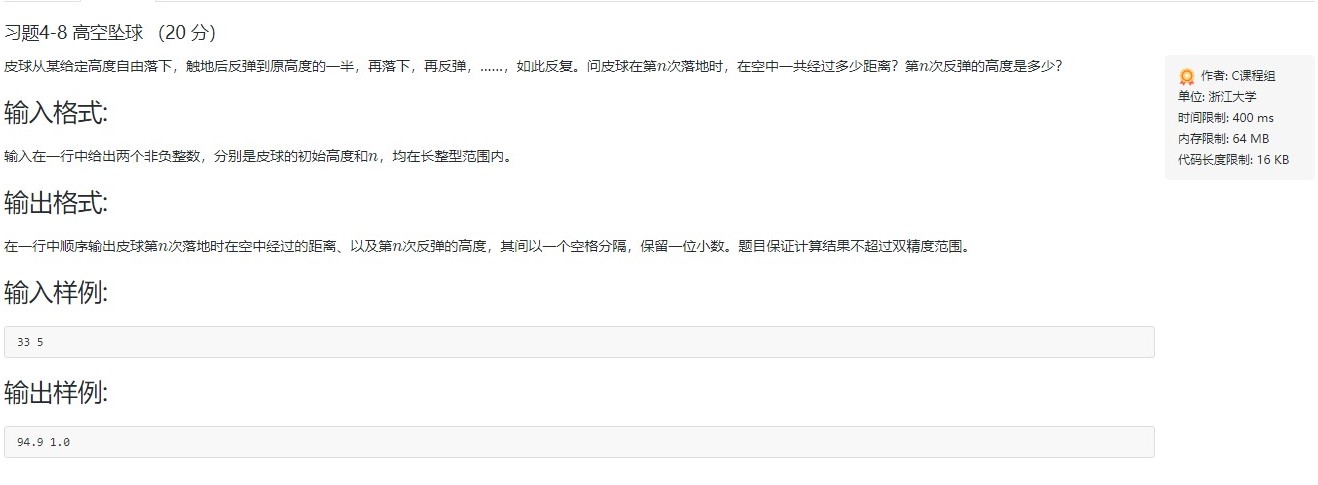 习题4-8 高空坠球 （20 分）
皮球从某给定高度自由落下，触地后反弹到原高度的一半，再落下，再反弹，……，如此反复。问皮球在第n次落地时，在空中一共经过多少距离？第n次反弹的高度是多少？
作者: C课程组
单位: 浙江大学
时间限制: 400 ms
内存限制: 64 MB
代码长度限制: 16 KB
输入格式:
输入在一行中给出两个非负整数，分别是皮球的初始高度和n，均在长整型范围内。
输出格式:
在一行中顺序输出皮球第n次落地时在空中经过的距离、以及第n次反弹的高度，其间以一个空格分隔，保留一位小数。题目保证计算结果不超过双精度范围。
输入样例:
33 5
输出样例:
94.9 1.0